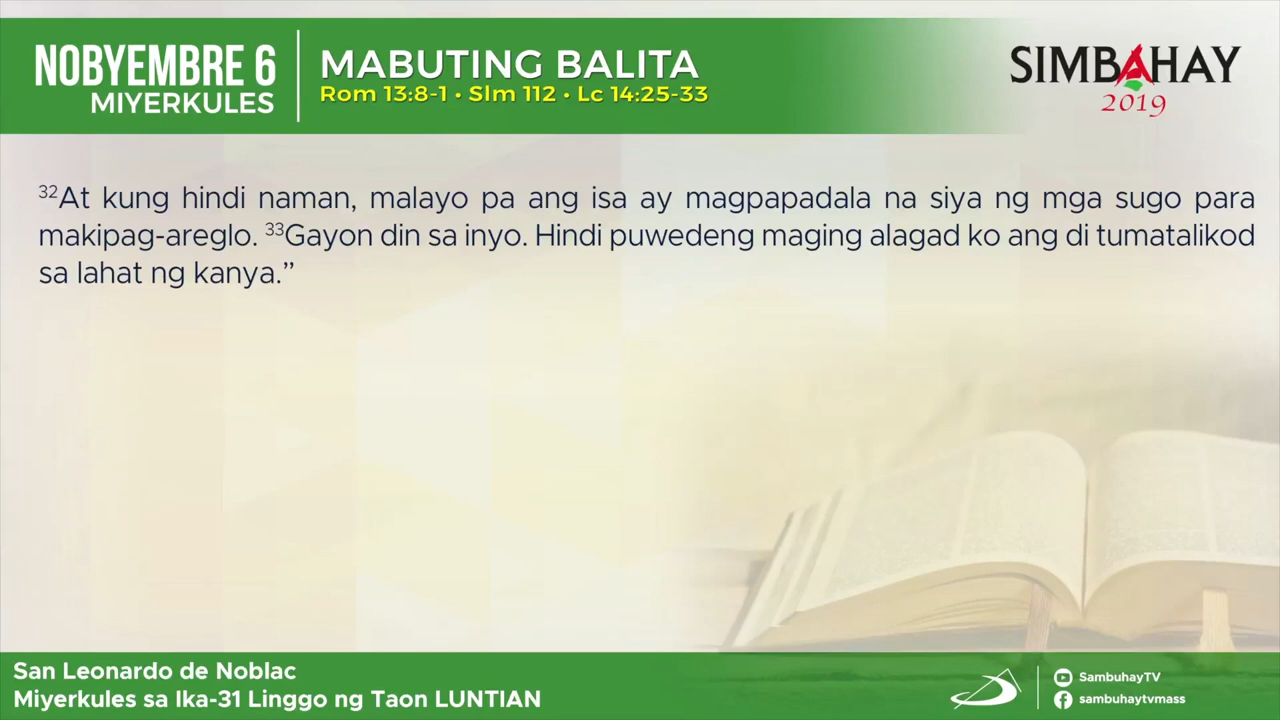 NOBYEMBRE 6
MIYERKULES
MABUTING BALITA
Rom 13:8-1 • Slm 112 • Lc 14:25-33
SIMBAHAY
2019
³²At kung hindi naman, malayo pa ang isa ay magpapadala na siya ng mga sugo para
makipag-areglo. ³³Gayon din sa inyo. Hindi puwedeng maging alagad ko ang di tumatalikod
sa lahat ng kanya.”
San Leonardo de Noblac
Miyerkules sa Ika-31 Linggo ng Taon LUNTIAN
SambuhayTV
sambuhaytvmass